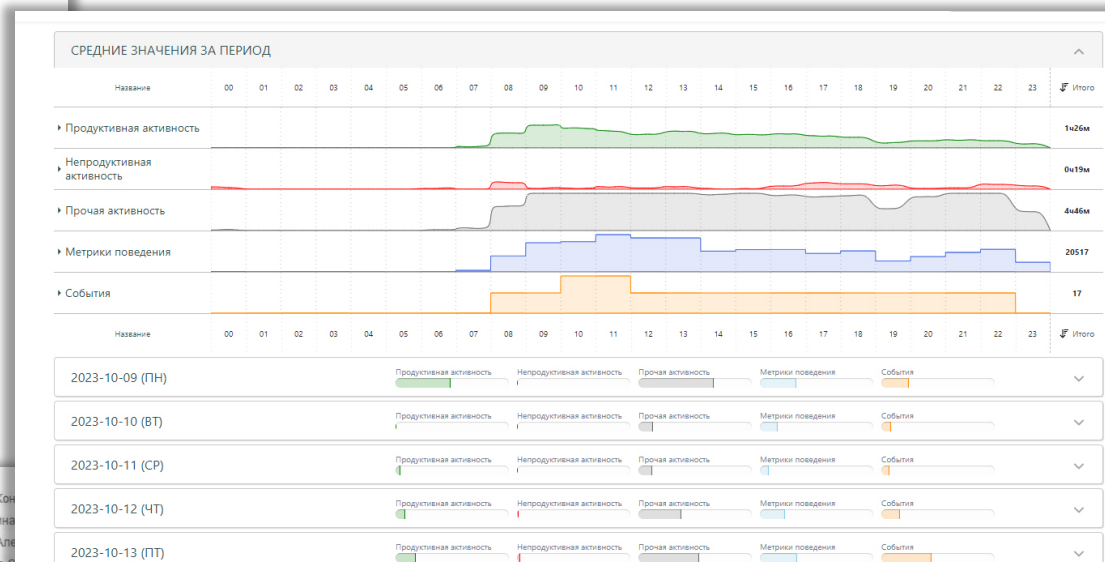 СРЕДНИЕ ЗНАЧЕНИЯ ЗА ПЕРИОД
Название 00 01 02 03 04 05 06 07 08 09 10 11 12 13 14 15 16 17 18 19 20 21 22 23 Итого
Продуктивная активность 1ч26м
Непродуктивная
активность 0ч19м
Прочая активность 4ч46м
Метрики поведения 20517
События 17
Название 00 01 02 03 04 05 06 07 08 09 10 11 12 13 14 15 16 17 18 19 20 21 22 23 Итого
2023-10-09 (ПН) Продуктивная активность Непродуктивная активность Прочая активность Метрики поведения События
2023-10-10 (ВТ) Продуктивная активность Непродуктивная активность Прочая активность Метрики поведения События
2023-10-11 (СР) Продуктивная активность Непродуктивная активность Прочая активность Метрики поведения События
2023-10-12 (ЧТ) Продуктивная активность Непродуктивная активность Прочая активность Метрики поведения События
2023-10-13 (ПТ) Продуктивная активность Непродуктивная активность Прочая активность Метрики поведения События